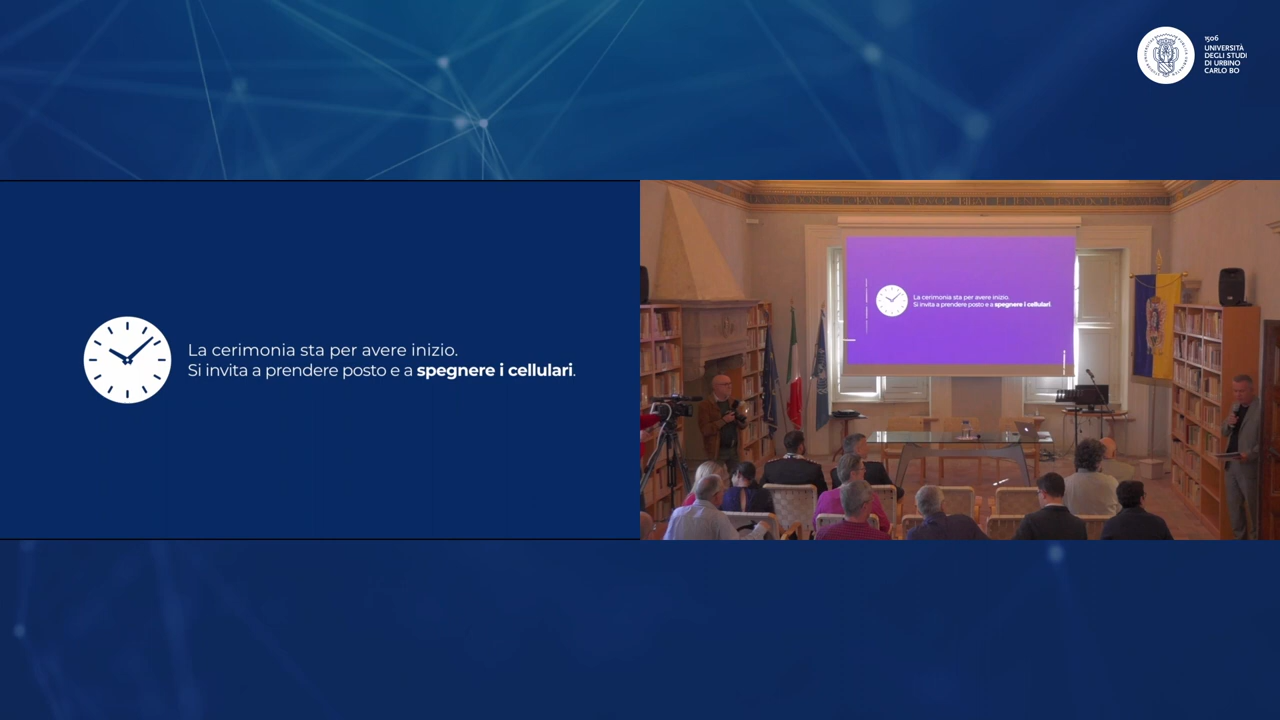 1506
UNIVERSITÀ
DEGLI STUDI
DI URBINO
CARLO BO
La cerimonia sta per avere inizio.
Si invita a prendere posto e a spegnere i cellulari.
La cerimonia sta per avere inizio.
Si invita a prendere posto e a spegnere i cellulari.